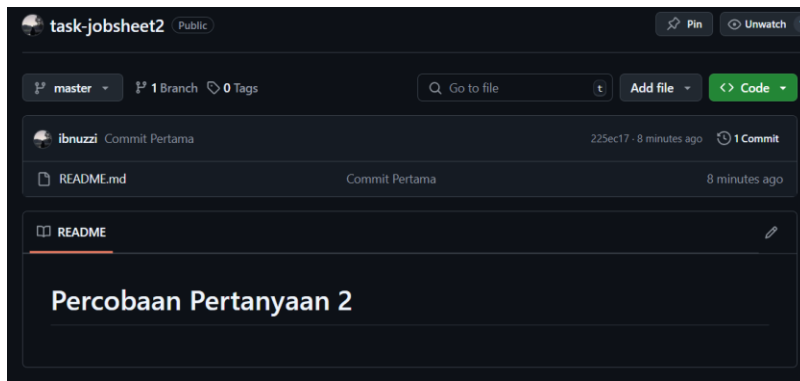 task-jobsheet2 Public Pin Unwatch
master 1 Branch 0 Tags Go to file t Add file <> Code
ibnuzzi Commit Pertama 225ec17 · 8 minutes ago 1 Commit
README.md Commit Pertama 8 minutes ago
README
Percobaan Pertanyaan 2